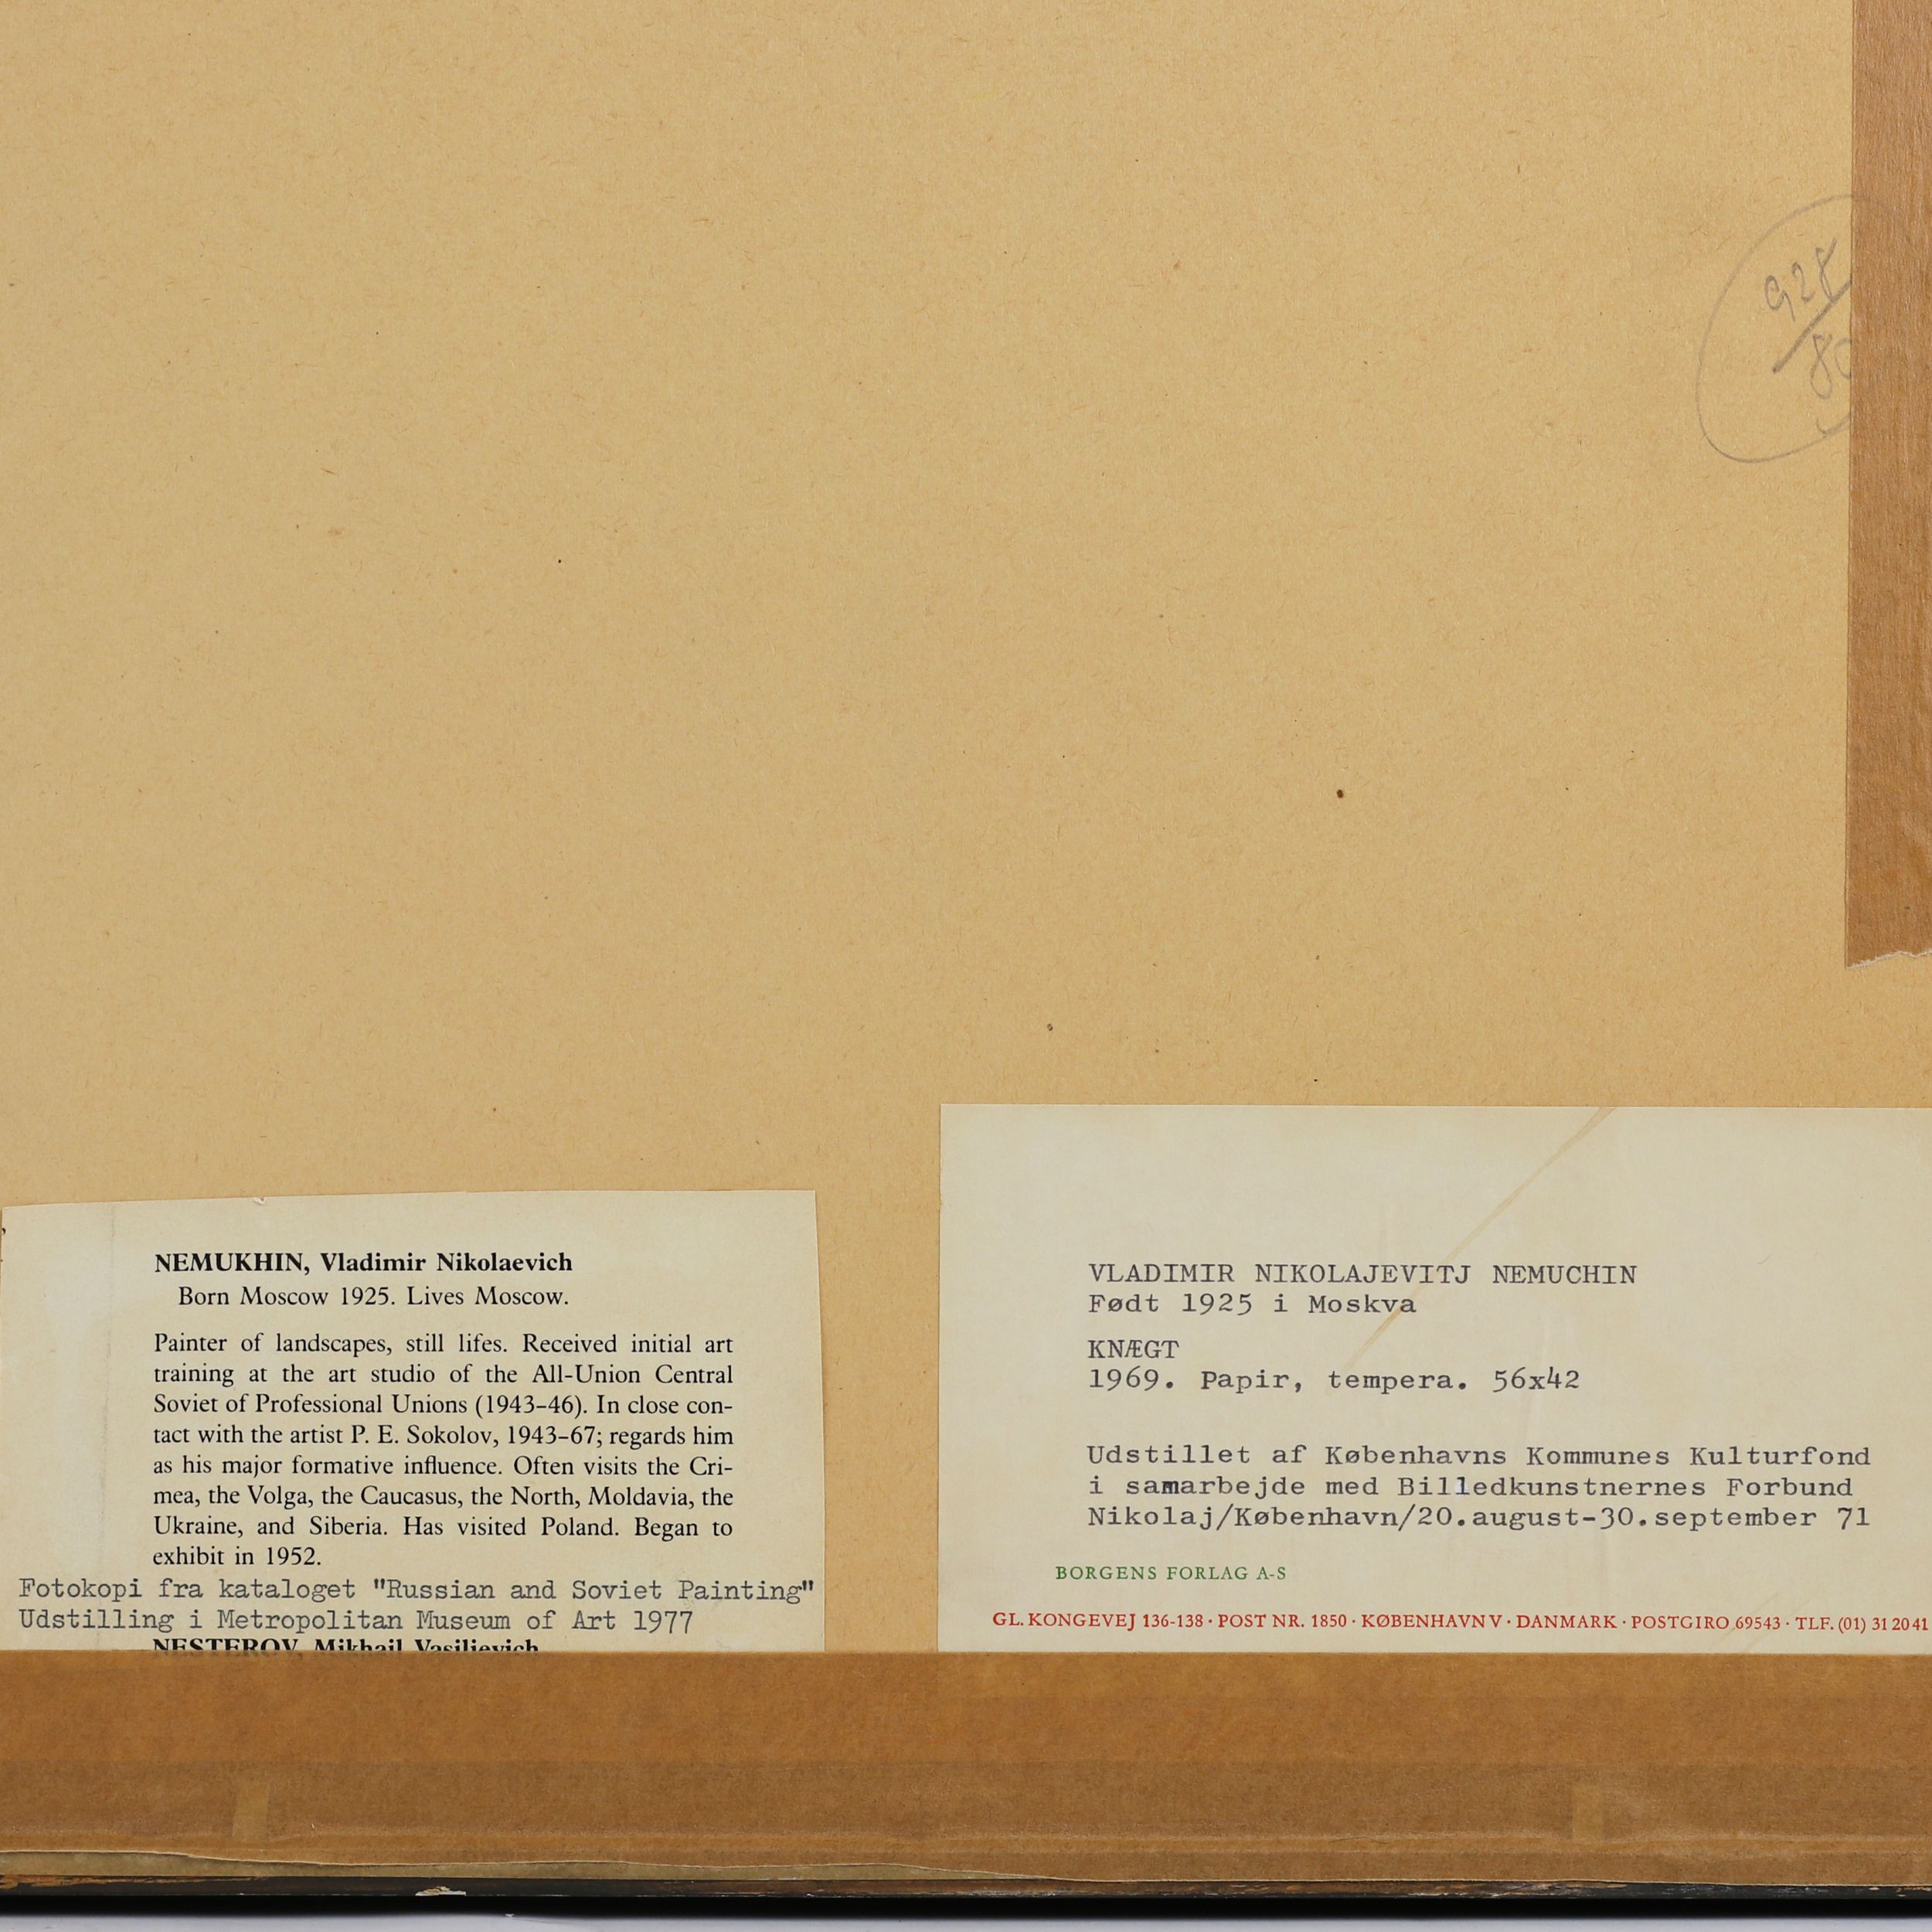 928
80
NEMUKHIN, Vladimir Nikolaevich
Born Moscow 1925. Lives Moscow.
Painter of landscapes, still lifes. Received initial art
training at the art studio of the All-Union Central
Soviet of Professional Unions (1943–46). In close con-
tact with the artist P. E. Sokolov, 1943–67; regards him
as his major formative influence. Often visits the Cri-
mea, the Volga, the Caucasus, the North, Moldavia, the
Ukraine, and Siberia. Has visited Poland. Began to
exhibit in 1952.
Fotokopi fra kataloget "Russian and Soviet Painting"
Udstilling i Metropolitan Museum of Art 1977
NESTEROV, Mikhail Vasilievich
VLADIMIR NIKOLAJEVITJ NEMUCHIN
Født 1925 i Moskva
KNÆGT
1969. Papir, tempera. 56x42
Udstillet af Københavns Kommunes Kulturfond
i samarbejde med Billedkunstnernes Forbund
Nikolaj/København/20.august-30.september 71
BORGENS FORLAG A-S
GL. KONGEVEJ 136-138 · POST NR. 1850 · KØBENHAVN V · DANMARK · POSTGIRO 69543 · TLF. (01) 31 20 41